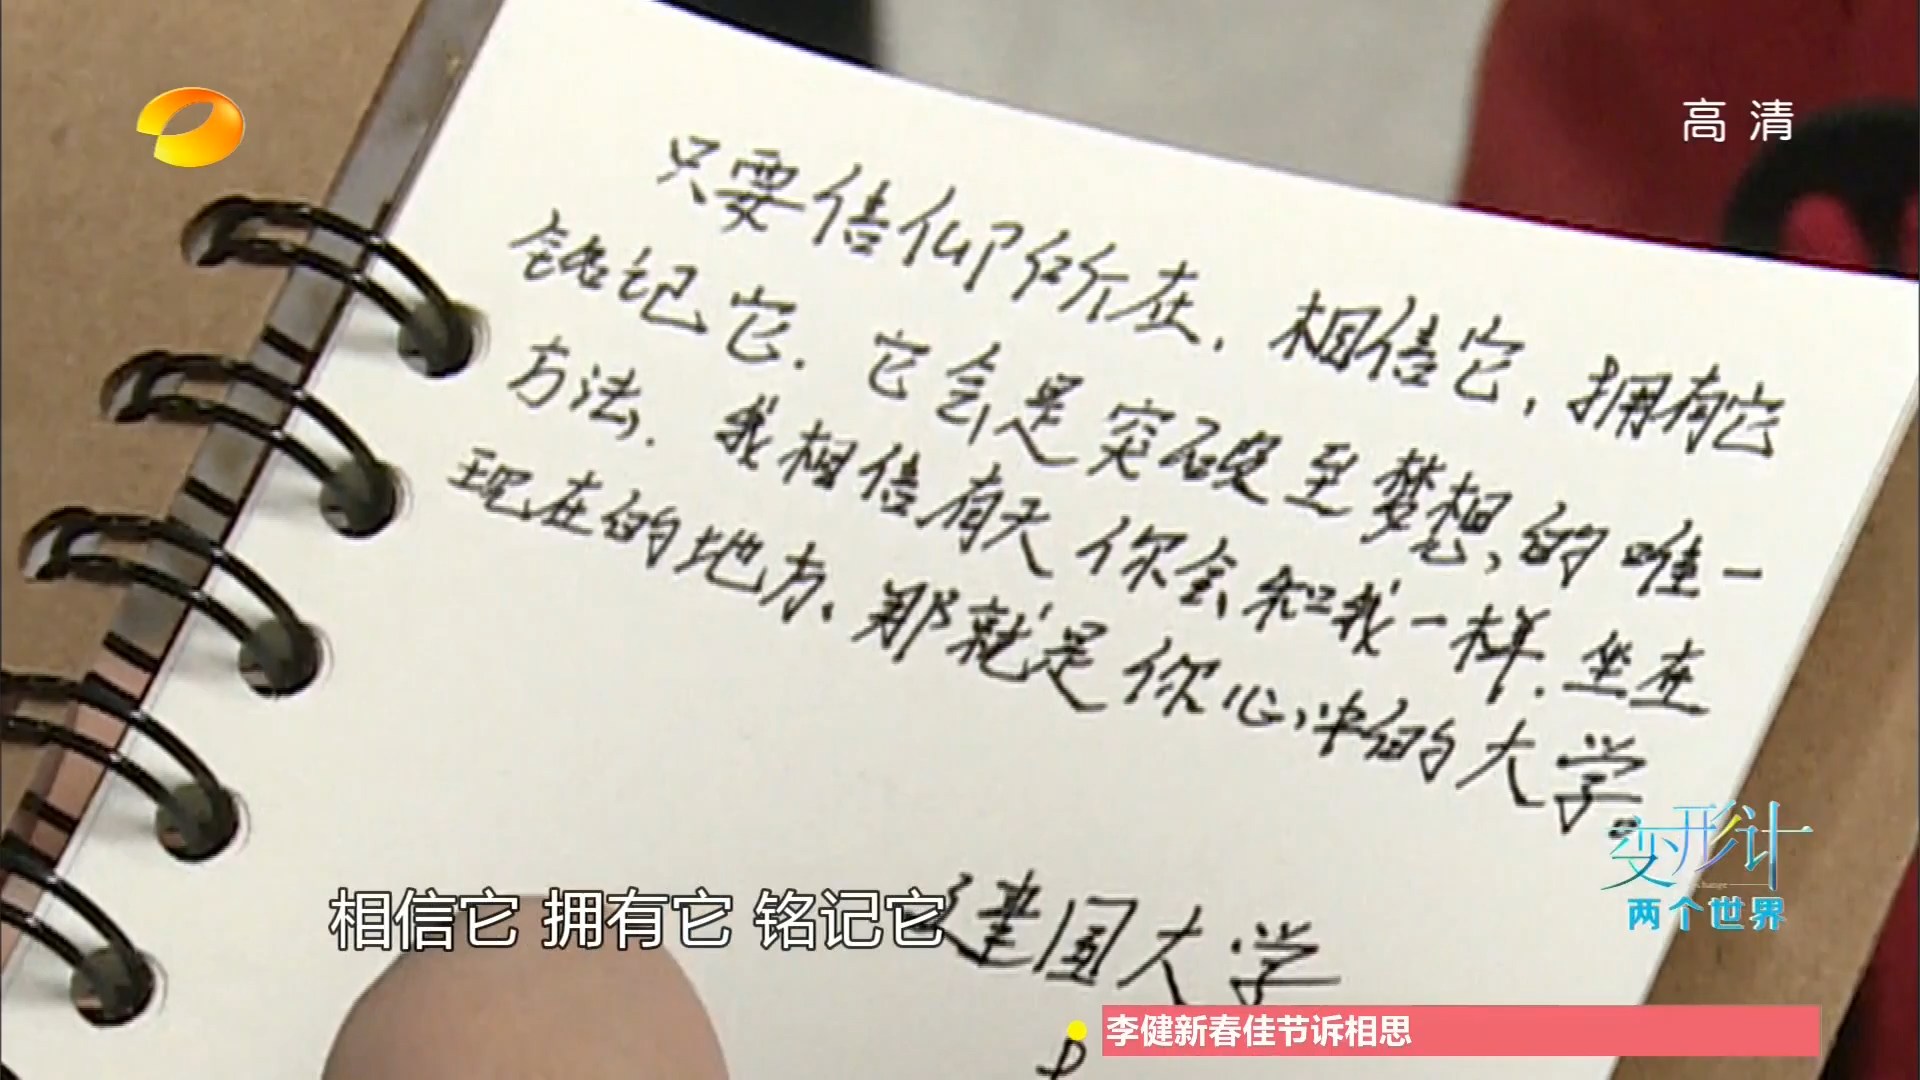 高清
只要信仰所在，相信它，拥有它
铭记它．它会是突破至梦想的唯一
方法．我相信有天你会和我一样．坐在
现在的地方、那就是你心中的大学。
建国大学
变形计
Change
两个世界
相信它 拥有它 铭记它
李健新春佳节诉相思